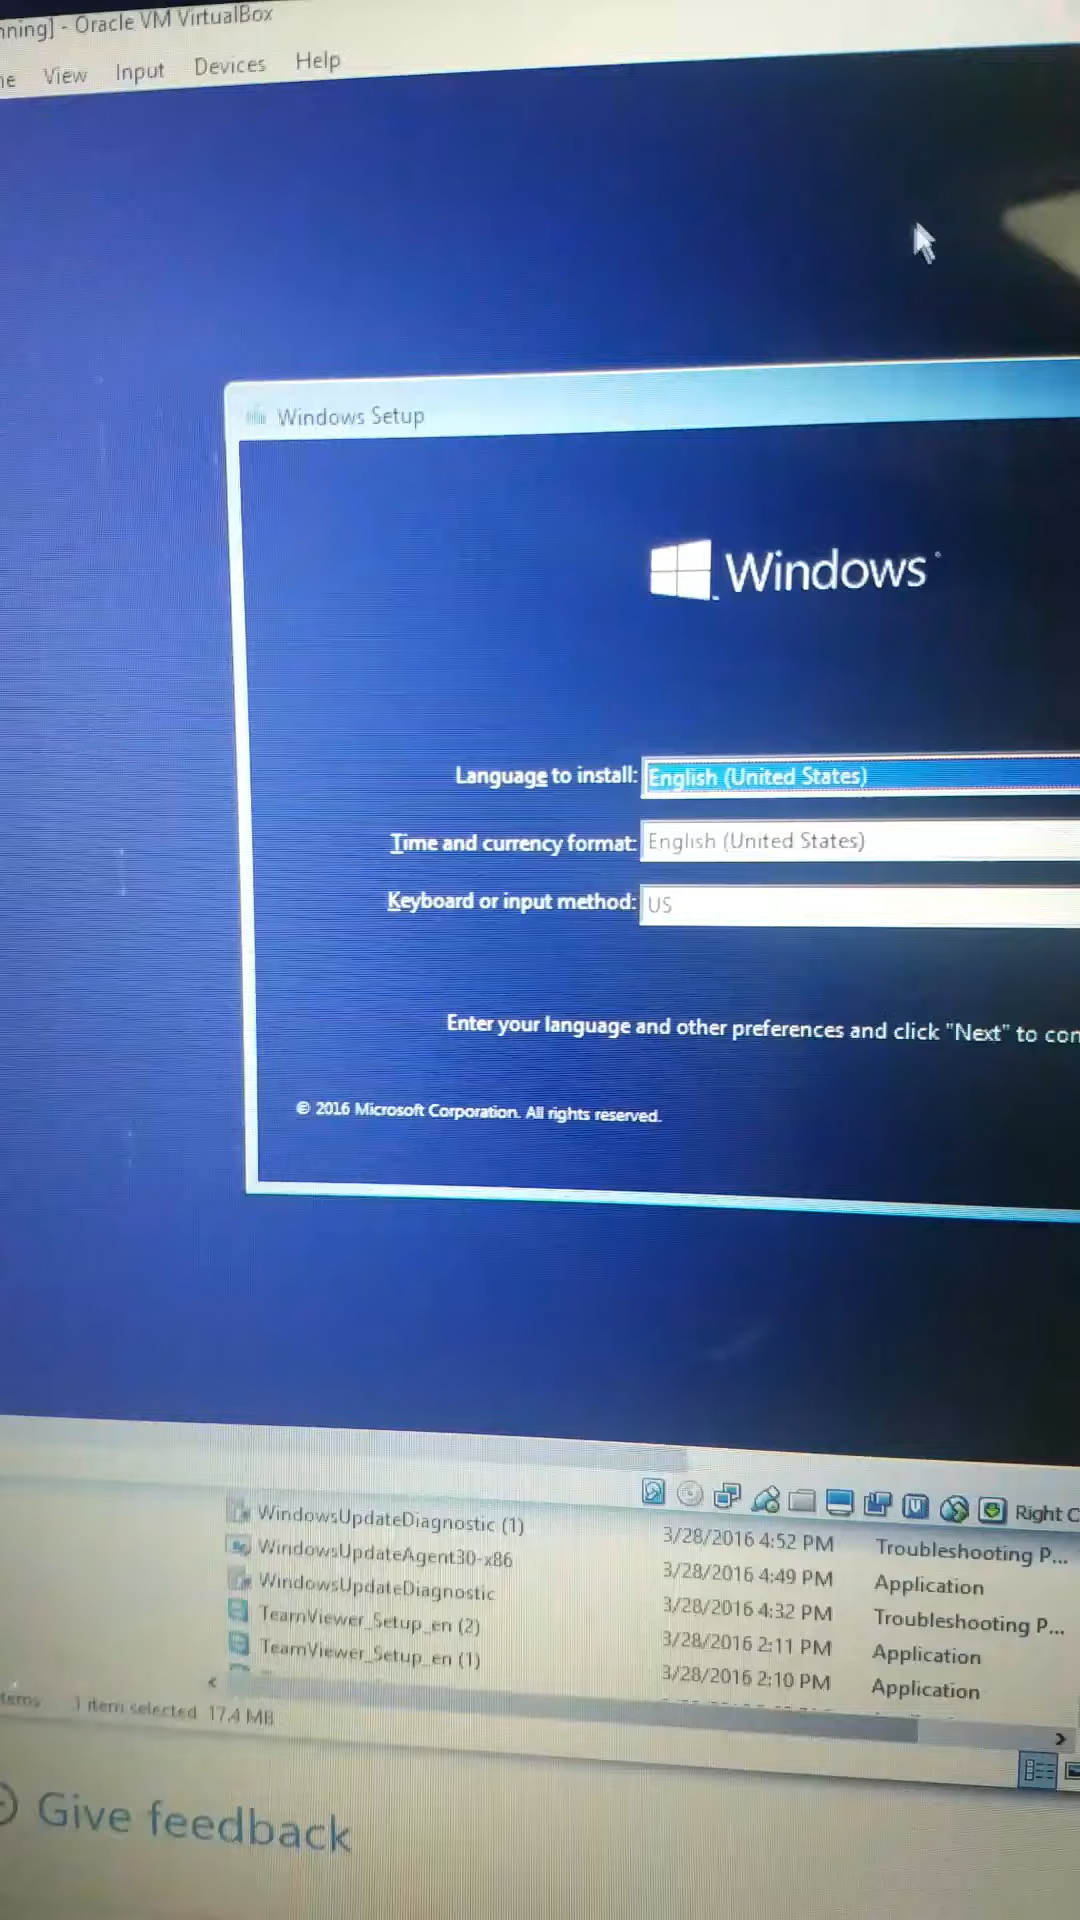 nning] - Oracle VM VirtualBox
ne View Input Devices Help
Windows Setup
Windows
Language to install: English (United States)
Time and currency format: English (United States)
Keyboard or input method: US
Enter your language and other preferences and click "Next" to con
© 2016 Microsoft Corporation. All rights reserved.
Right C
WindowsUpdateDiagnostic (1) 3/28/2016 4:52 PM Troubleshooting P...
WindowsUpdateAgent30-x86 3/28/2016 4:49 PM Application
WindowsUpdateDiagnostic 3/28/2016 4:32 PM Troubleshooting P...
TeamViewer_Setup_en (2) 3/28/2016 2:11 PM Application
TeamViewer_Setup_en (1) 3/28/2016 2:10 PM Application
tems 1 item selected 17.4 MB
Give feedback